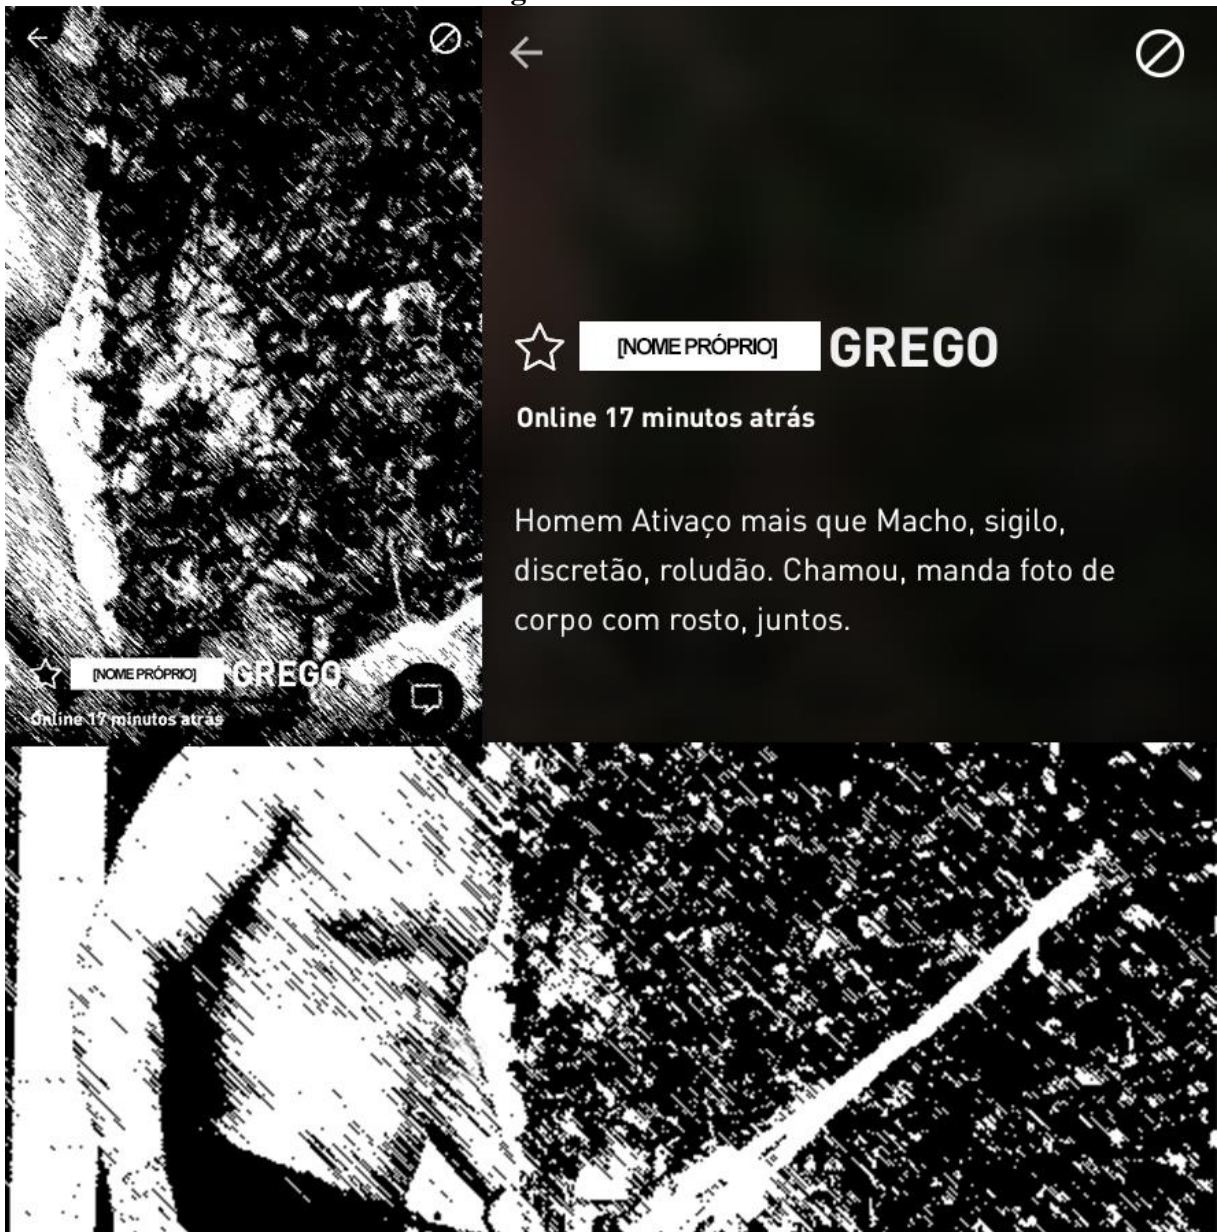 [NOME PRÓPRIO] GREGO
Online 17 minutos atrás
[NOME PRÓPRIO] GREGO
Online 17 minutos atrás
Homem Ativaço mais que Macho, sigilo,
discretão, roludão. Chamou, manda foto de
corpo com rosto, juntos.